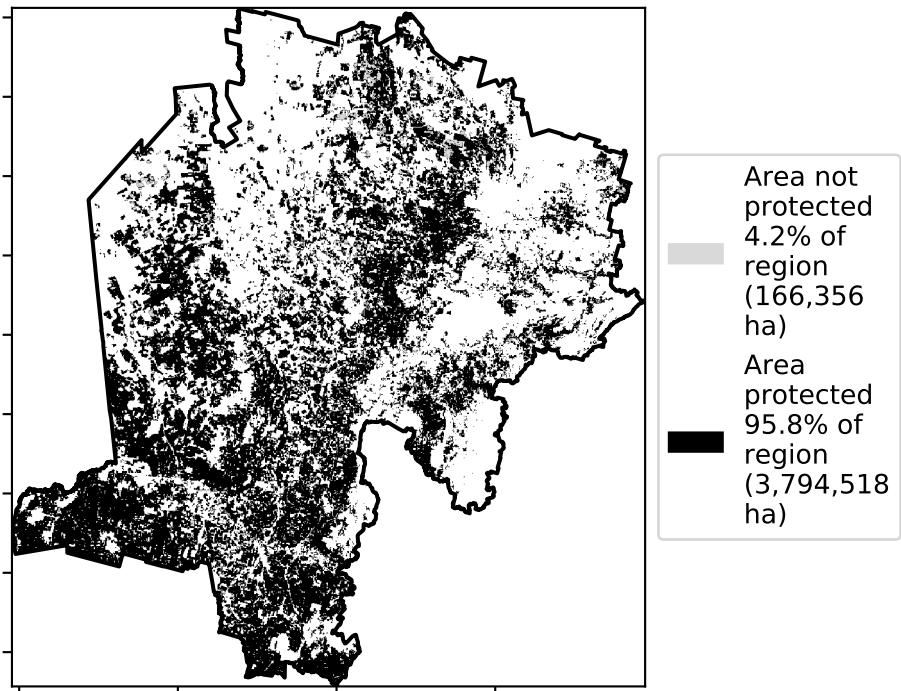 Area not
protected
4.2% of
region
(166,356
ha)
Area
protected
95.8% of
region
(3,794,518
ha)